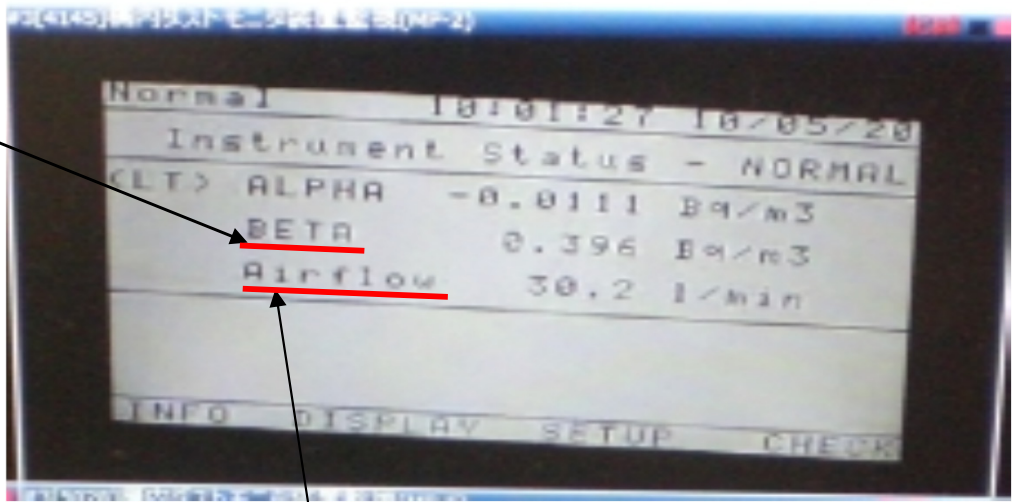 Normal 10:01:27 10/05/20
Instrument Status - NORMAL
<LT> ALPHA -0.0111 Bq/m3
BETA 0.396 Bq/m3
Airflow 30.2 l/min
INFO DISPLAY SETUP CHECK